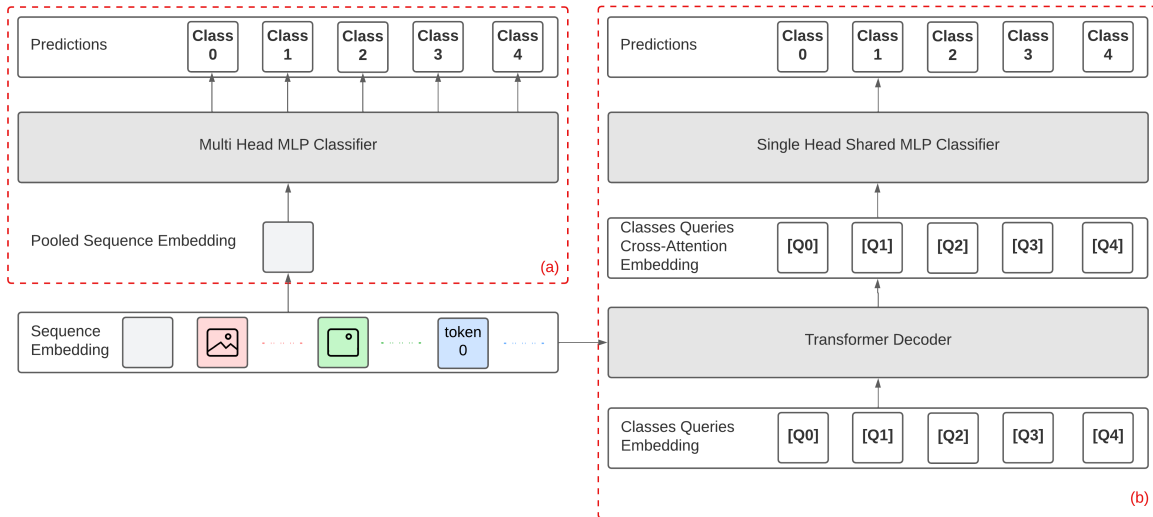 Predictions
Class 0
Class 1
Class 2
Class 3
Class 4
Multi Head MLP Classifier
Pooled Sequence Embedding
(a)
Sequence
Embedding
token
0
Predictions
Class 0
Class 1
Class 2
Class 3
Class 4
Single Head Shared MLP Classifier
Classes Queries
Cross-Attention
Embedding
[Q0] [Q1] [Q2] [Q3] [Q4]
Transformer Decoder
Classes Queries
Embedding
[Q0] [Q1] [Q2] [Q3] [Q4]
(b)